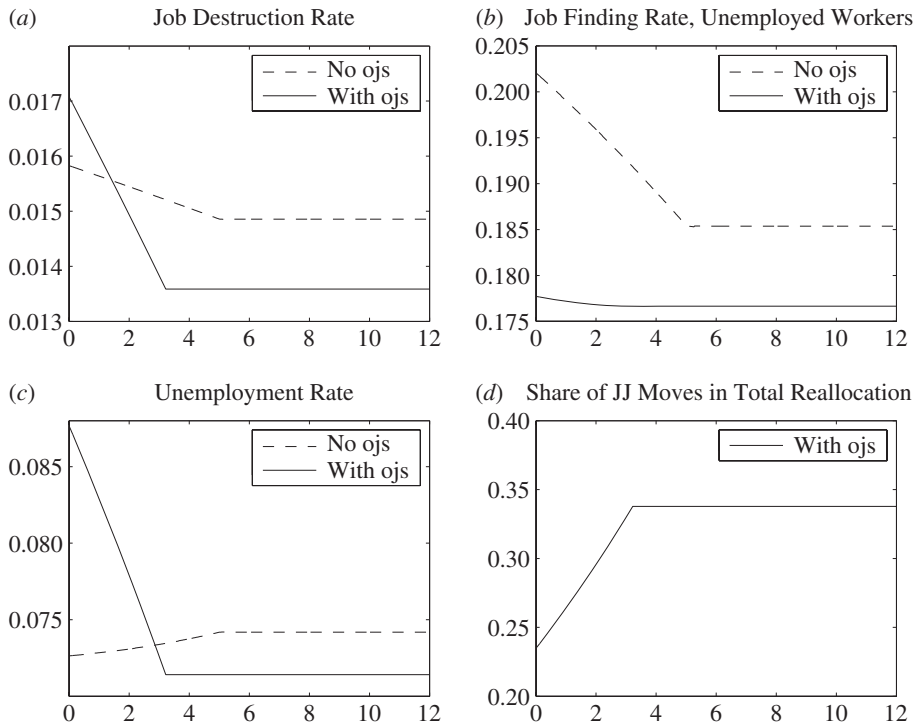 (a) Job Destruction Rate
No ojs
With ojs
0.017
0.016
0.015
0.014
0.013
0 2 4 6 8 10 12
(b) Job Finding Rate, Unemployed Workers
0.205
No ojs
With ojs
0.200
0.195
0.190
0.185
0.180
0.175
0 2 4 6 8 10 12
(c) Unemployment Rate
No ojs
With ojs
0.085
0.080
0.075
0 2 4 6 8 10 12
(d) Share of JJ Moves in Total Reallocation
0.40
With ojs
0.35
0.30
0.25
0.20
0 2 4 6 8 10 12